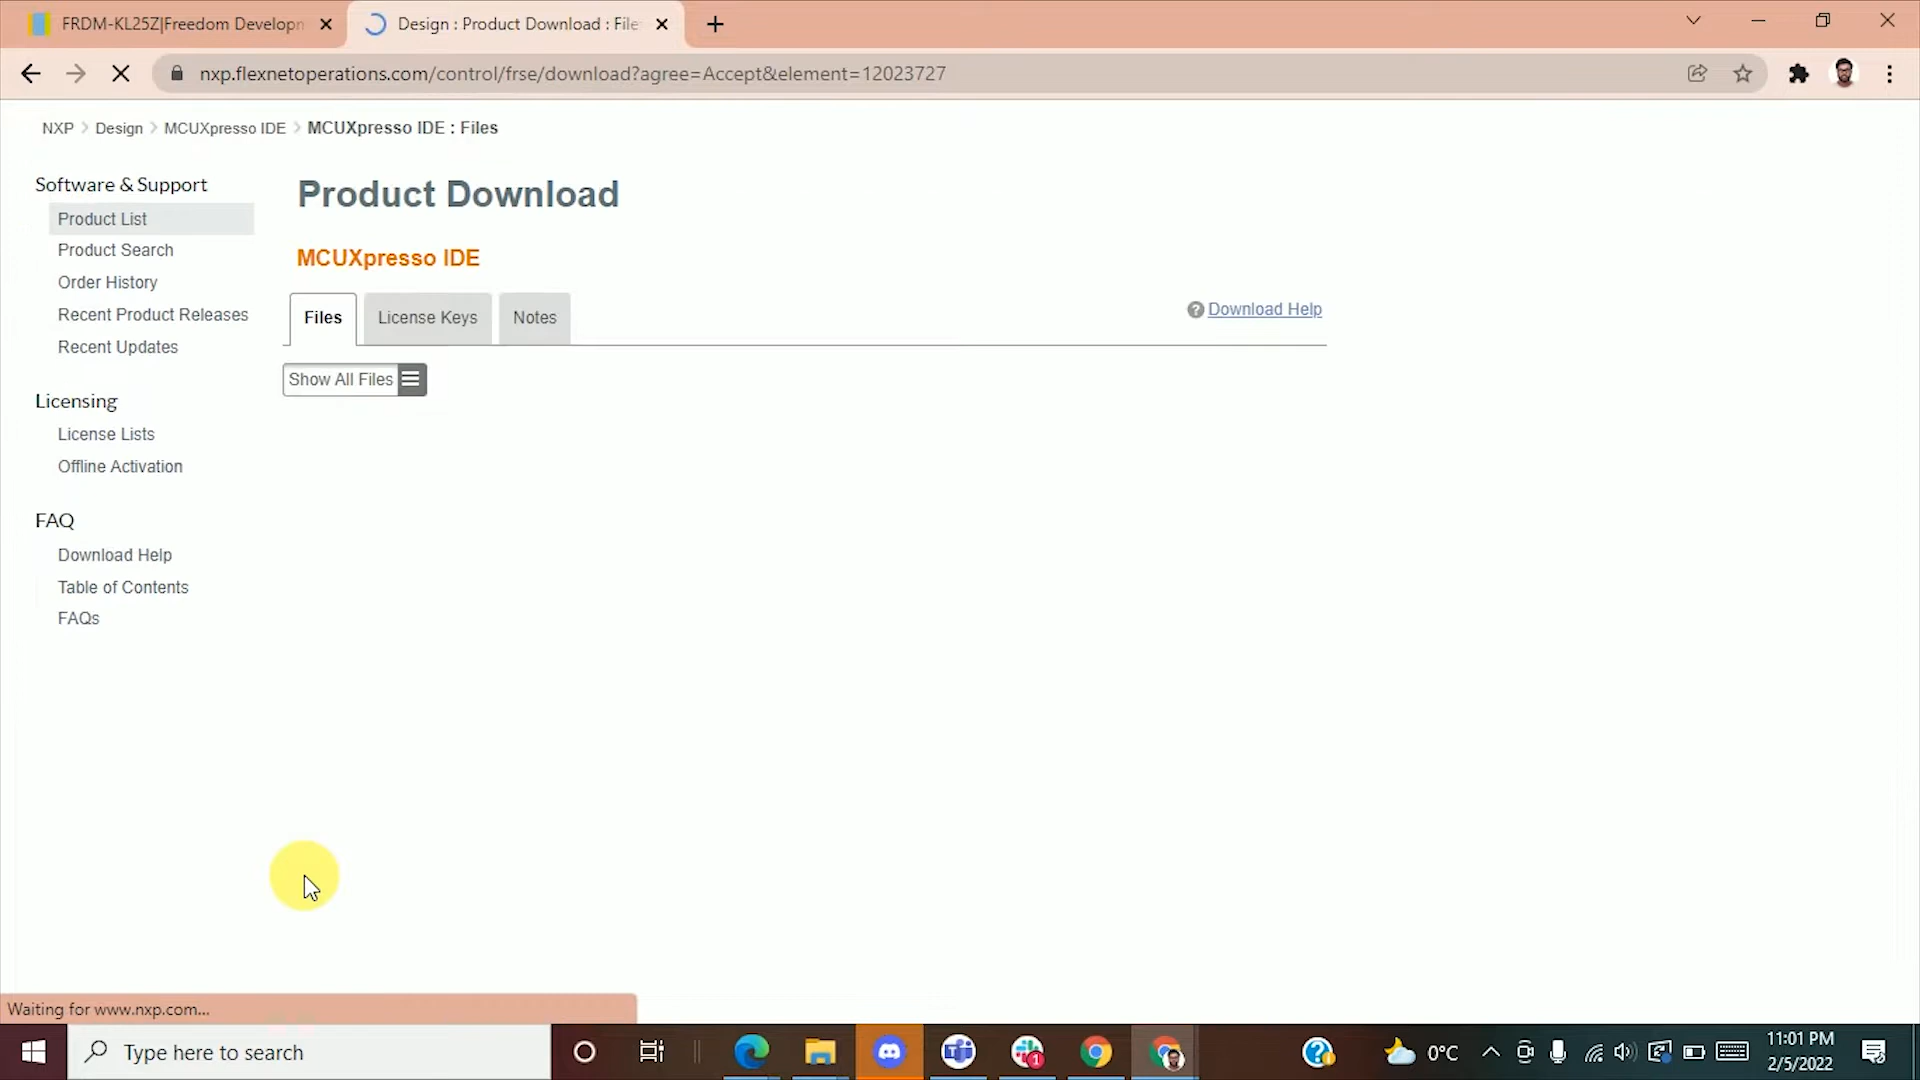 FRDM-KL25Z|Freedom Developm
Design : Product Download : File
nxp.flexnetoperations.com/control/frse/download?agree=Accept&element=12023727
NXP > Design > MCUXpresso IDE > MCUXpresso IDE : Files
Software & Support
Product List
Product Search
Order History
Recent Product Releases
Recent Updates
Licensing
License Lists
Offline Activation
FAQ
Download Help
Table of Contents
FAQs
Product Download
MCUXpresso IDE
Files
License Keys
Notes
? Download Help
Show All Files
Waiting for www.nxp.com...
Type here to search
1
0°C
11:01 PM
2/5/2022